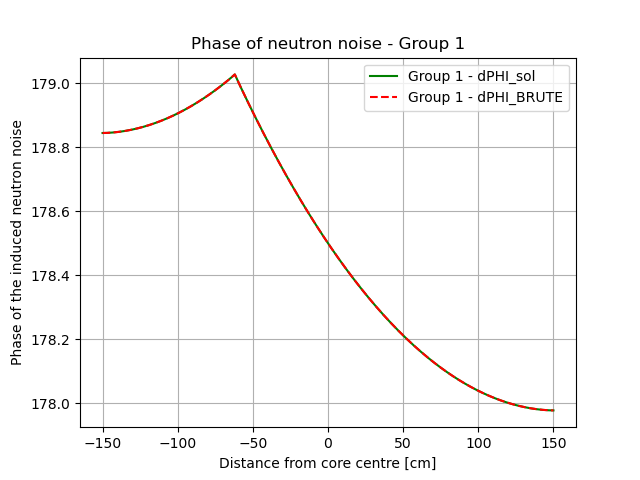 Phase of neutron noise - Group 1
Group 1 - dPHI_sol
Group 1 - dPHI_BRUTE
Phase of the induced neutron noise
179.0
178.8
178.6
178.4
178.2
178.0
−150 −100 −50 0 50 100 150
Distance from core centre [cm]